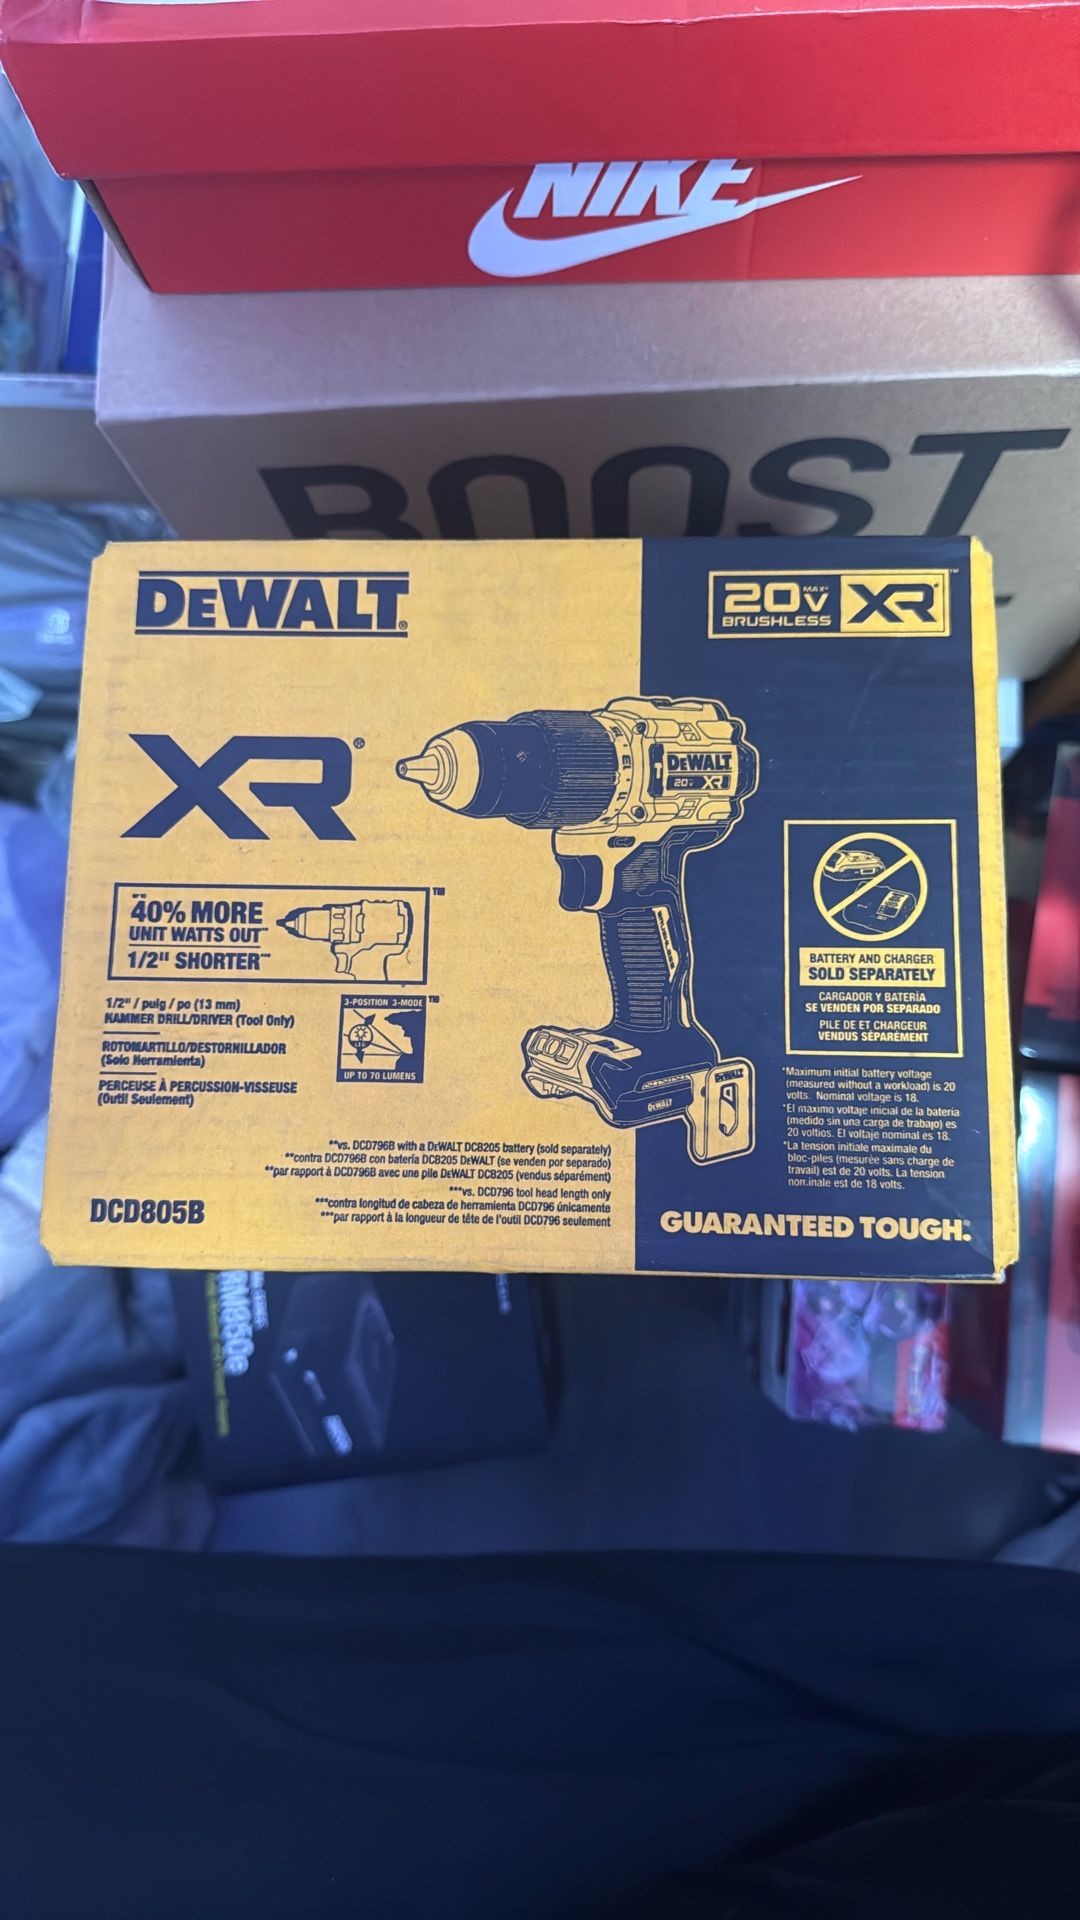 NIKE
BOOST
DEWALT®
20V MAX* XR®™
BRUSHLESS
XR®
DEWALT
20V XR
**
40% MORE
UNIT WATTS OUT**
1/2" SHORTER***
™
BATTERY AND CHARGER
SOLD SEPARATELY
CARGADOR Y BATERÍA
SE VENDEN POR SEPARADO
PILE DE ET CHARGEUR
VENDUS SÉPARÉMENT
1/2" / pulg / po (13 mm)
HAMMER DRILL/DRIVER (Tool Only)
ROTOMARTILLO/DESTORNILLADOR
(Solo Herramienta)
PERCEUSE À PERCUSSION-VISSEUSE
(Outil Seulement)
3-POSITION 3-MODE™
UP TO 70 LUMENS
DEWALT
DEWALT
*Maximum initial battery voltage
(measured without a workload) is 20
volts. Nominal voltage is 18.
*El máximo voltaje inicial de la batería
(medido sin una carga de trabajo) es
20 voltios. El voltaje nominal es 18.
*La tension initiale maximale du
bloc-piles (mesurée sans charge de
travail) est de 20 volts. La tension
nominale est de 18 volts.
**vs. DCD796B with a DEWALT DCB205 battery (sold separately)
**contra DCD796B con batería DCB205 DEWALT (se venden por separado)
**par rapport à DCD796B avec une pile DEWALT DCB205 (vendus séparément)
***vs. DCD796 tool head length only
***contra longitud de cabeza de herramienta DCD796 únicamente
***par rapport à la longueur de tête de l'outil DCD796 seulement
DCD805B
GUARANTEED TOUGH®
RM850e